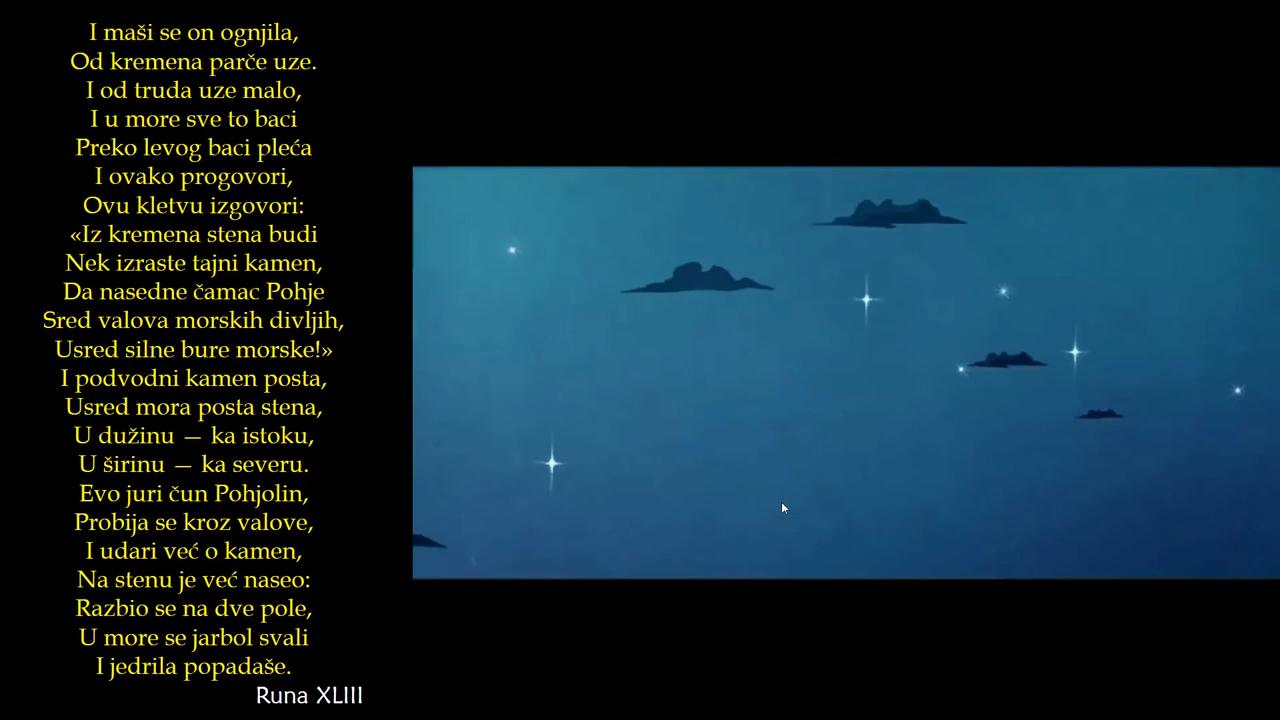 I maši se on ognjila,
Od kremena parče uze.
I od truda uze malo,
I u more sve to baci
Preko levog baci pleća
I ovako progovori,
Ovu kletvu izgovori:
«Iz kremena stena budi
Nek izraste tajni kamen,
Da nasedne čamac Pohje
Sred valova morskih divljih,
Usred silne bure morske!»
I podvodni kamen posta,
Usred mora posta stena,
U dužinu — ka istoku,
U širinu — ka severu.
Evo juri čun Pohjolin,
Probija se kroz valove,
I udari već o kamen,
Na stenu je već naseo:
Razbio se na dve pole,
U more se jarbol svali
I jedrila popadaše.
Runa XLIII